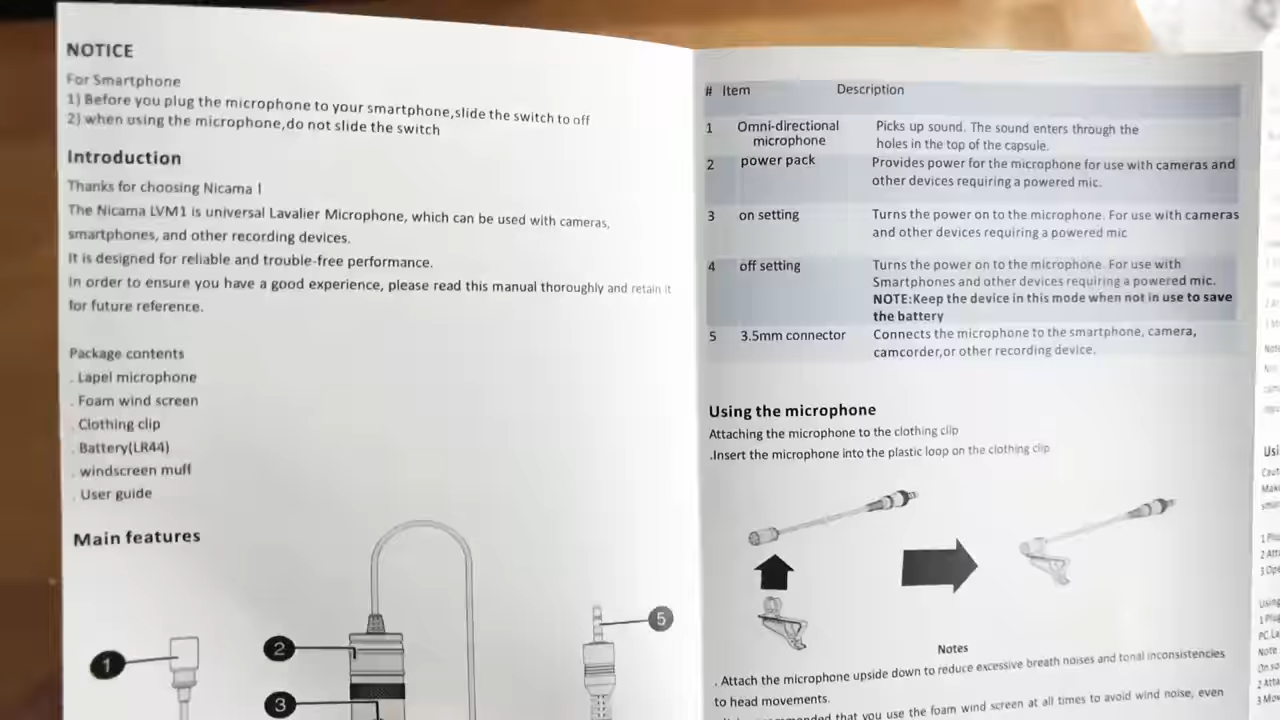 NOTICE
For Smartphone
1) Before you plug the microphone to your smartphone,slide the switch to off
2) when using the microphone,do not slide the switch
Introduction
Thanks for choosing Nicama !
The Nicama LVM1 is universal Lavalier Microphone, which can be used with cameras,
smartphones, and other recording devices.
It is designed for reliable and trouble-free performance.
In order to ensure you have a good experience, please read this manual thoroughly and retain it
for future reference.
Package contents
. Lapel microphone
. Foam wind screen
. Clothing clip
. Battery(LR44)
. windscreen muff
. User guide
Main features
1
2
3
5
# Item Description
1 Omni-directional microphone Picks up sound. The sound enters through the
holes in the top of the capsule.
2 power pack Provides power for the microphone for use with cameras and
other devices requiring a powered mic.
3 on setting Turns the power on to the microphone. For use with cameras
and other devices requiring a powered mic
4 off setting Turns the power on to the microphone. For use with
Smartphones and other devices requiring a powered mic.
NOTE:Keep the device in this mode when not in use to save
the battery
5 3.5mm connector Connects the microphone to the smartphone, camera,
camcorder,or other recording device.
Using the microphone
Attaching the microphone to the clothing clip
.Insert the microphone into the plastic loop on the clothing clip
Notes
. Attach the microphone upside down to reduce excessive breath noises and tonal inconsistencies
to head movements.
that you use the foam wind screen at all times to avoid wind noise, even